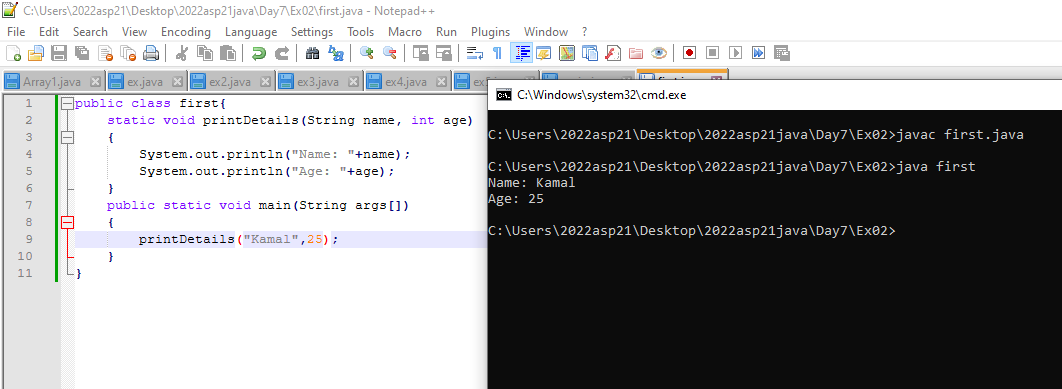 C:\Users\2022asp21\Desktop\2022asp21java\Day7\Ex02\first.java - Notepad++
File Edit Search View Encoding Language Settings Tools Macro Run Plugins Window ?
Array1.java ex.java ex2.java ex3.java ex4.java
1 public class first{
2 static void printDetails(String name, int age)
3 {
4 System.out.println("Name: "+name);
5 System.out.println("Age: "+age);
6 }
7 public static void main(String args[])
8 {
9 printDetails("Kamal",25);
10 }
11 }
C:\Windows\system32\cmd.exe
C:\Users\2022asp21\Desktop\2022asp21java\Day7\Ex02>javac first.java
C:\Users\2022asp21\Desktop\2022asp21java\Day7\Ex02>java first
Name: Kamal
Age: 25
C:\Users\2022asp21\Desktop\2022asp21java\Day7\Ex02>